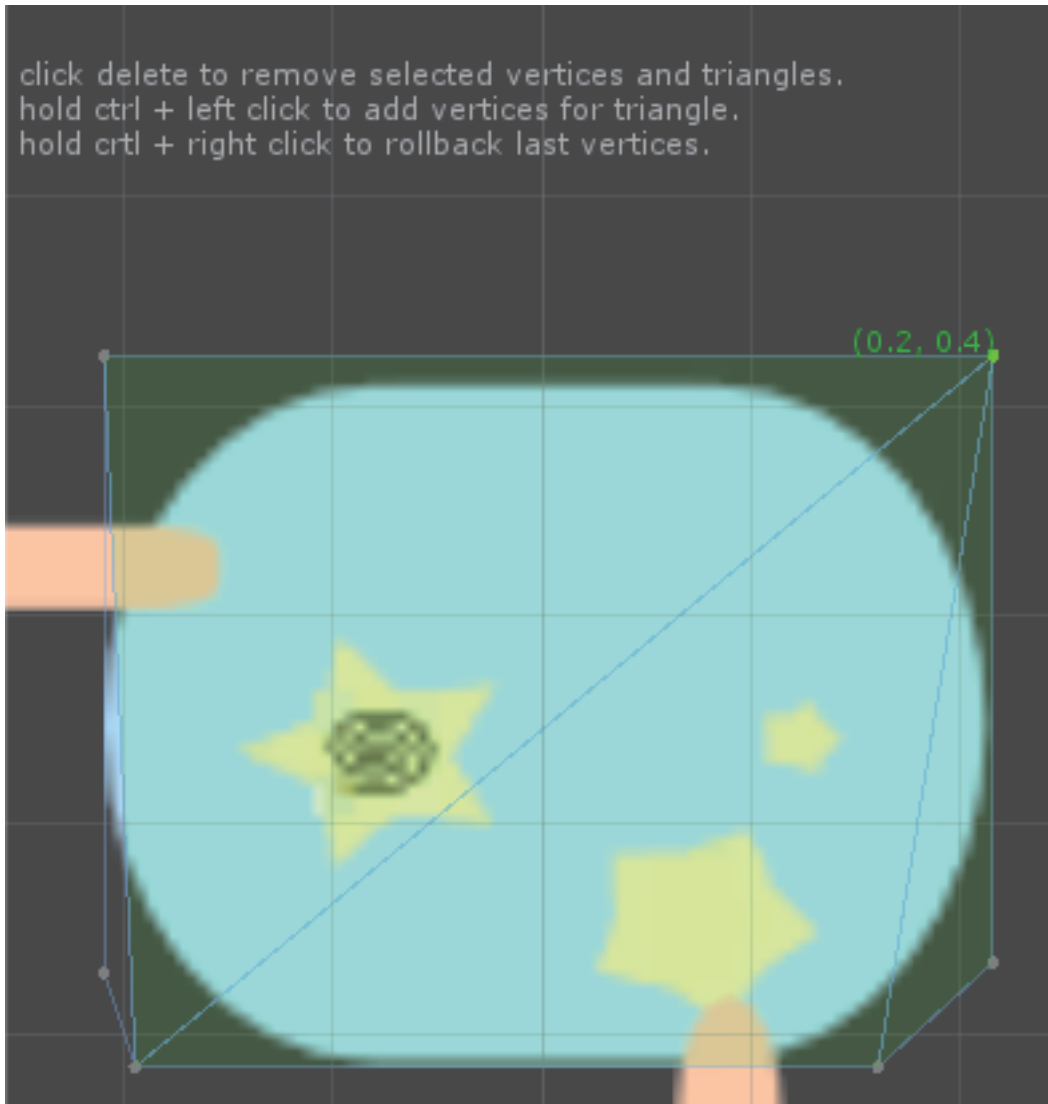 click delete to remove selected vertices and triangles.
hold ctrl + left click to add vertices for triangle.
hold crtl + right click to rollback last vertices.
(0.2, 0.4)